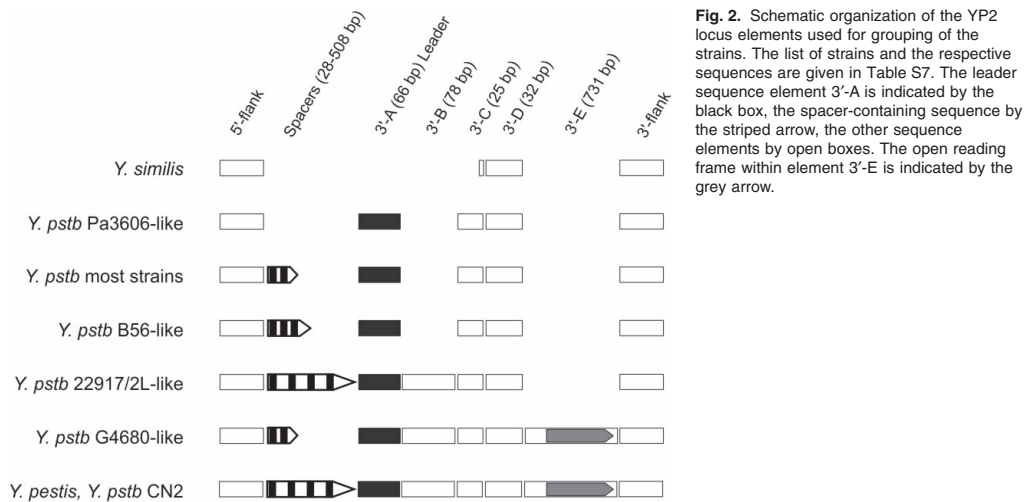 5′-flank
Spacers (28-508 bp)
3′-A (66 bp) Leader
3′-B (78 bp)
3′-C (25 bp)
3′-D (32 bp)
3′-E (731 bp)
3′-flank
Y. similis
Y. pstb Pa3606-like
Y. pstb most strains
Y. pstb B56-like
Y. pstb 22917/2L-like
Y. pstb G4680-like
Y. pestis, Y. pstb CN2
Fig. 2. Schematic organization of the YP2
locus elements used for grouping of the
strains. The list of strains and the respective
sequences are given in Table S7. The leader
sequence element 3′-A is indicated by the
black box, the spacer-containing sequence by
the striped arrow, the other sequence
elements by open boxes. The open reading
frame within element 3′-E is indicated by the
grey arrow.